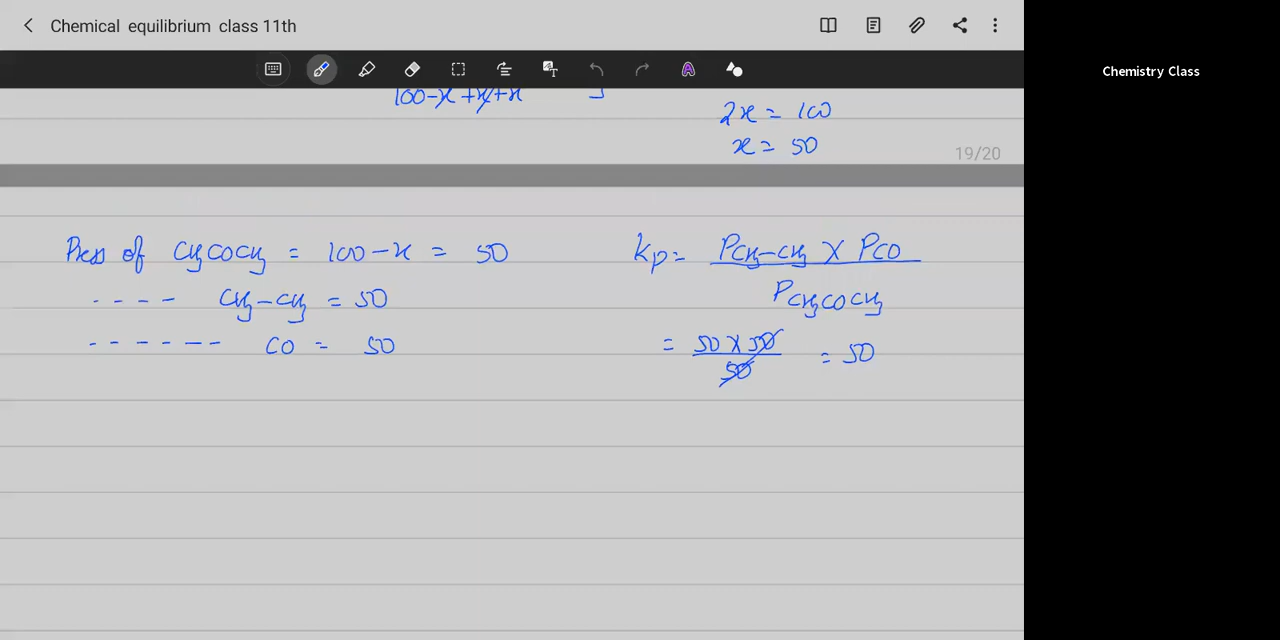 Chemical equilibrium class 11th
Chemistry Class
100-x+x+x
2x = 100
x = 50
19/20
Press of CH3COCH3 = 100-x = 50
---- CH3-CH3 = 50
------ CO = 50
Kp = PCH3-CH3 X PCO
PCH3COCH3
= 50 X 50
50
= 50